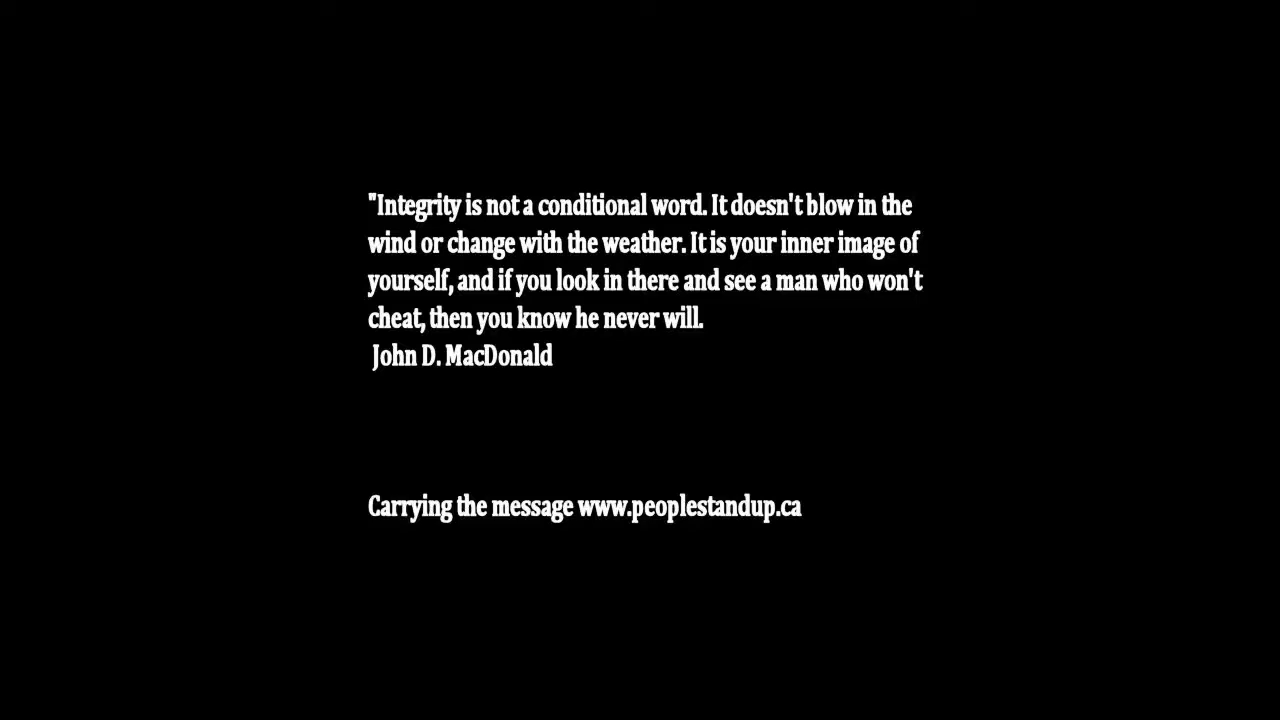 "Integrity is not a conditional word. It doesn't blow in the
wind or change with the weather. It is your inner image of
yourself, and if you look in there and see a man who won't
cheat, then you know he never will.
John D. MacDonald
Carrying the message www.peoplestandup.ca